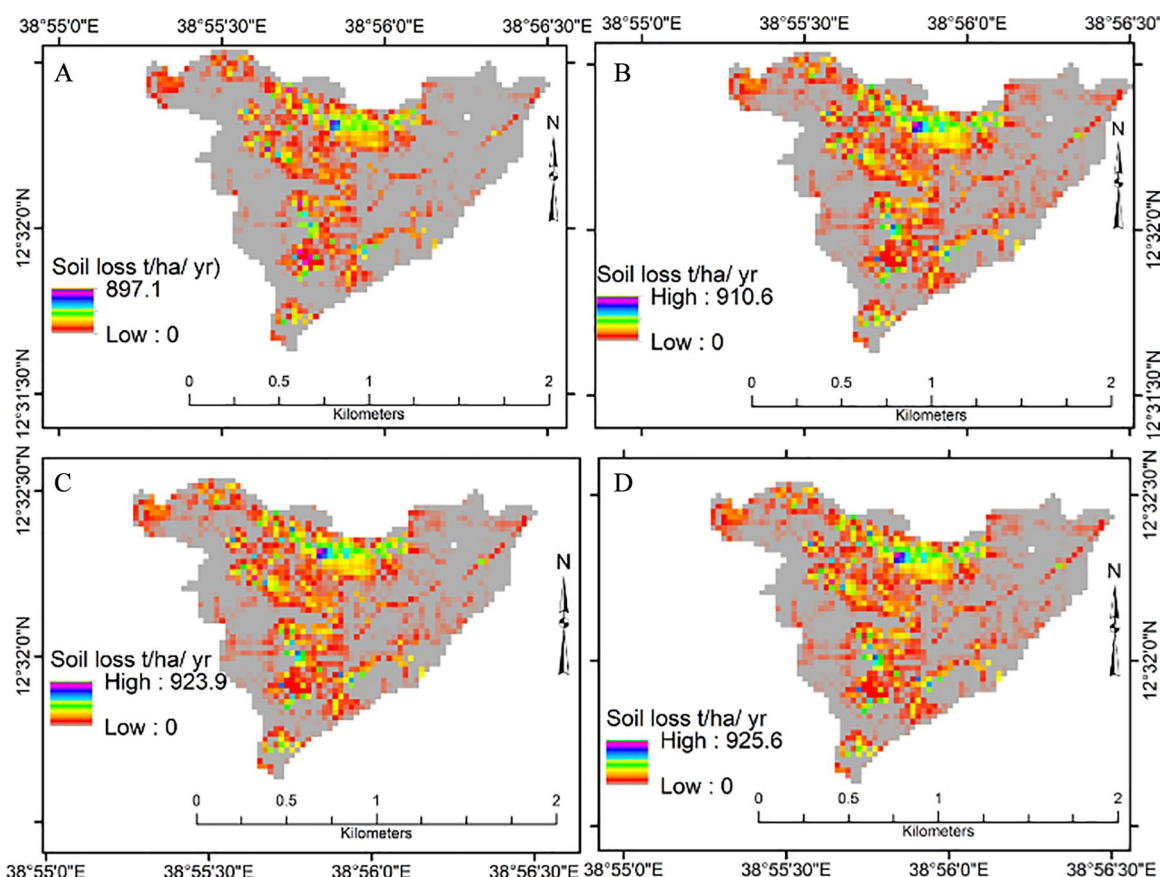 38°55'0"E 38°55'30"E 38°56'0"E 38°56'30"E
38°55'0"E 38°55'30"E 38°56'0"E 38°56'30"E
A
N
12°32'0"N
12°31'30"N
Soil loss t/ha/ yr)
897.1
Low : 0
0 0.5 1 2
Kilometers
B
N
12°32'0"N
12°31'30"N
Soil loss t/ha/ yr
High : 910.6
Low : 0
0 0.5 1 2
Kilometers
C
12°32'30"N
12°32'0"N
N
Soil loss t/ha/ yr
High : 923.9
Low : 0
0 0.5 1 2
Kilometers
D
12°32'30"N
12°32'0"N
N
Soil loss t/ha/ yr
High : 925.6
Low : 0
0 0.5 1 2
Kilometers
38°55'0"E 38°55'30"E 38°56'0"E 38°56'30"E
38°55'0"E 38°55'30"E 38°56'0"E 38°56'30"E